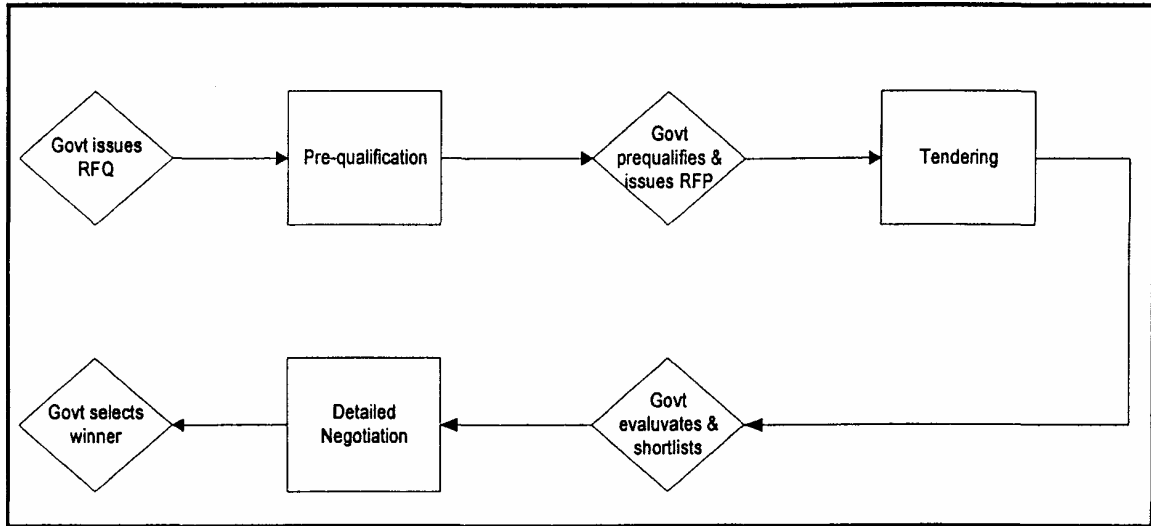 Govt issues
RFQ
Pre-qualification
Govt
prequalifies &
issues RFP
Tendering
Govt
evaluvates &
shortlists
Detailed
Negotiation
Govt selects
winner